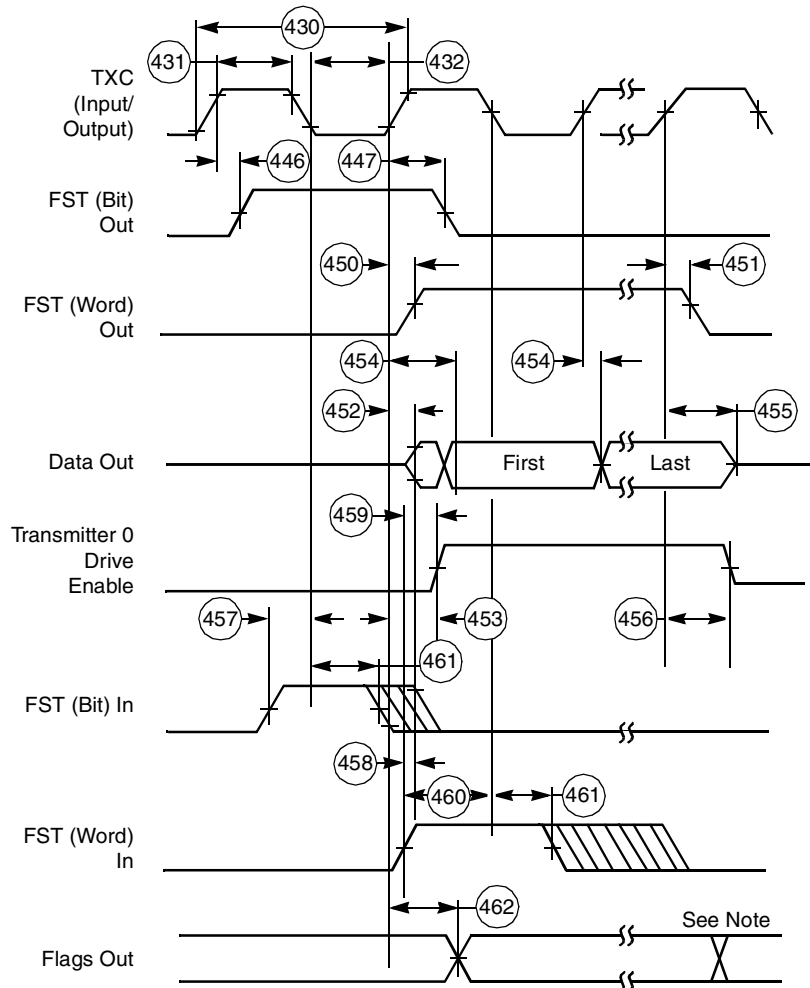 430
431
432
TXC
(Input/
Output)
446
447
FST (Bit)
Out
450
451
FST (Word)
Out
454
454
452
455
Data Out
First
Last
459
Transmitter 0
Drive
Enable
457
453
456
461
FST (Bit) In
458
460
461
FST (Word)
In
462
See Note
Flags Out